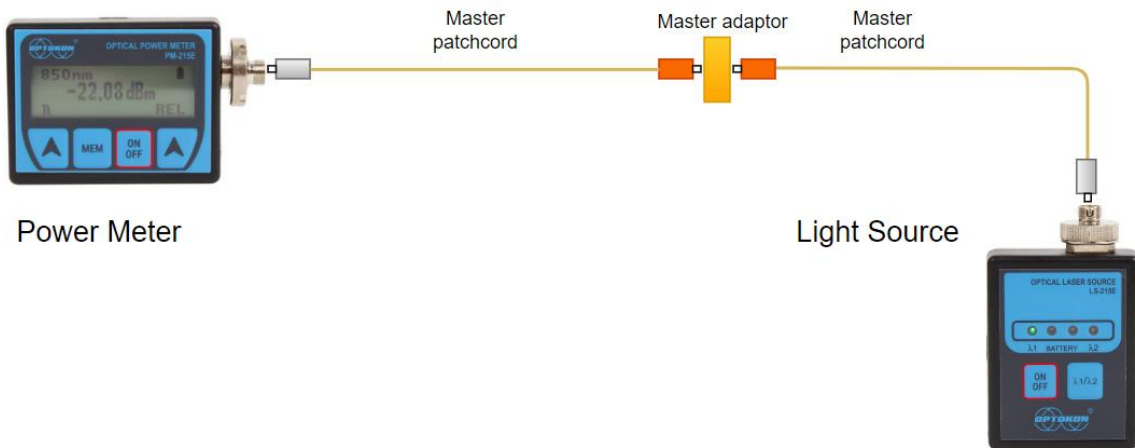 Master
patchcord
Master adaptor
Master
patchcord
OPTOKON®
OPTICAL POWER METER
PM-215E
850nm
-22,08dBm
REL
MEM
ON
OFF
Power Meter
Light Source
OPTICAL LASER SOURCE
LS-215E
λ1 BATTERY λ2
ON
OFF
λ1/λ2
OPTOKON®